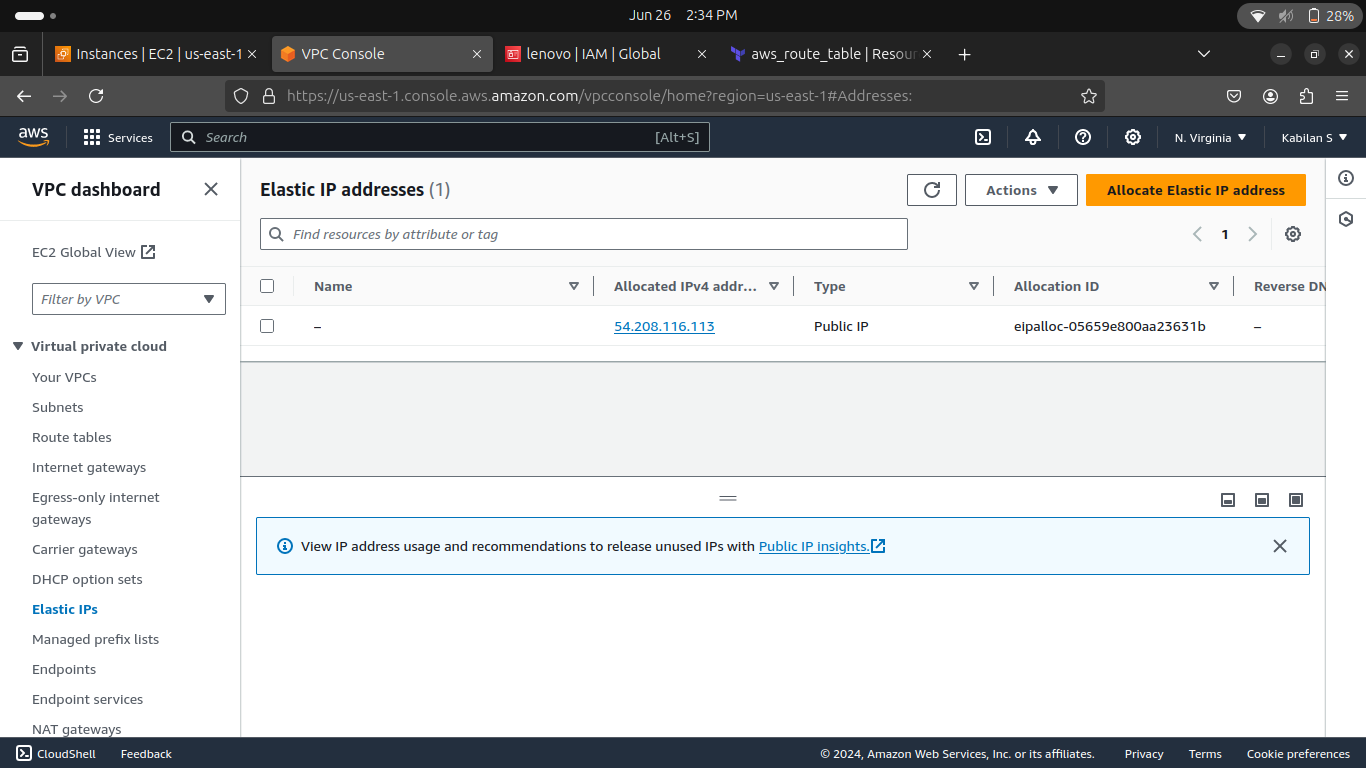 Jun 26 2:34 PM
28%
Instances | EC2 | us-east-1
VPC Console
lenovo | IAM | Global
aws_route_table | Resour
https://us-east-1.console.aws.amazon.com/vpcconsole/home?region=us-east-1#Addresses:
aws
Services
Search
[Alt+S]
N. Virginia
Kabilan S
VPC dashboard
EC2 Global View
Filter by VPC
Virtual private cloud
Your VPCs
Subnets
Route tables
Internet gateways
Egress-only internet
gateways
Carrier gateways
DHCP option sets
Elastic IPs
Managed prefix lists
Endpoints
Endpoint services
NAT gateways
Elastic IP addresses (1)
Actions
Allocate Elastic IP address
Find resources by attribute or tag
1
Name Allocated IPv4 addr... Type Allocation ID Reverse DN
– 54.208.116.113 Public IP eipalloc-05659e800aa23631b –
View IP address usage and recommendations to release unused IPs with Public IP insights.
CloudShell
Feedback
© 2024, Amazon Web Services, Inc. or its affiliates.
Privacy
Terms
Cookie preferences